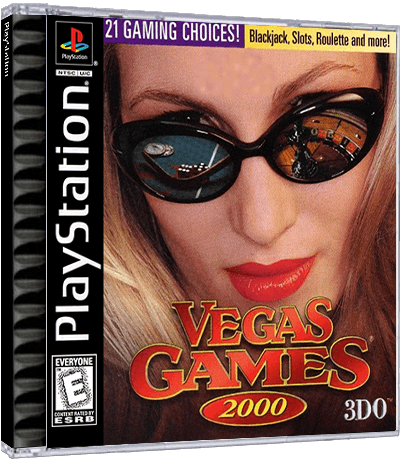 PlayStation
PlayStation
NTSC U/C
PlayStation
21 GAMING CHOICES!
Blackjack, Slots, Roulette and more!
VEGAS
GAMES
2000
3DO
EVERYONE
E
CONTENT RATED BY
ESRB